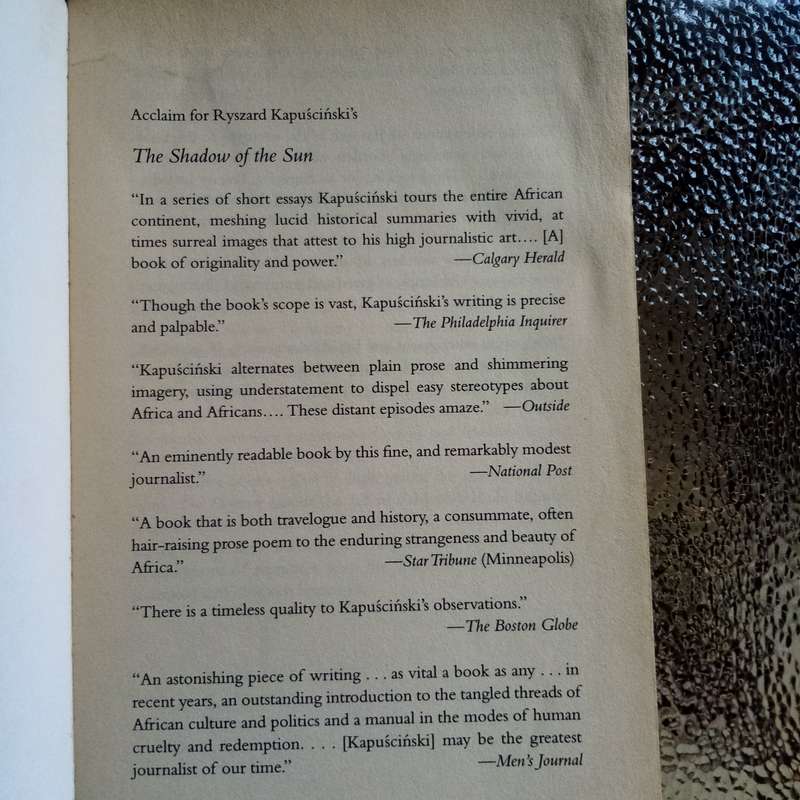 Acclaim for Ryszard Kapuściński's
The Shadow of the Sun
“In a series of short essays Kapuściński tours the entire African
continent, meshing lucid historical summaries with vivid, at
times surreal images that attest to his high journalistic art.... [A]
book of originality and power.” —Calgary Herald
“Though the book's scope is vast, Kapuściński's writing is precise
and palpable.” —The Philadelphia Inquirer
“Kapuściński alternates between plain prose and shimmering
imagery, using understatement to dispel easy stereotypes about
Africa and Africans.... These distant episodes amaze.” —Outside
“An eminently readable book by this fine, and remarkably modest
journalist.” —National Post
“A book that is both travelogue and history, a consummate, often
hair-raising prose poem to the enduring strangeness and beauty of
Africa.” —Star Tribune (Minneapolis)
“There is a timeless quality to Kapuściński's observations.”
—The Boston Globe
“An astonishing piece of writing . . . as vital a book as any . . . in
recent years, an outstanding introduction to the tangled threads of
African culture and politics and a manual in the modes of human
cruelty and redemption. . . . [Kapuściński] may be the greatest
journalist of our time.” —Men's Journal